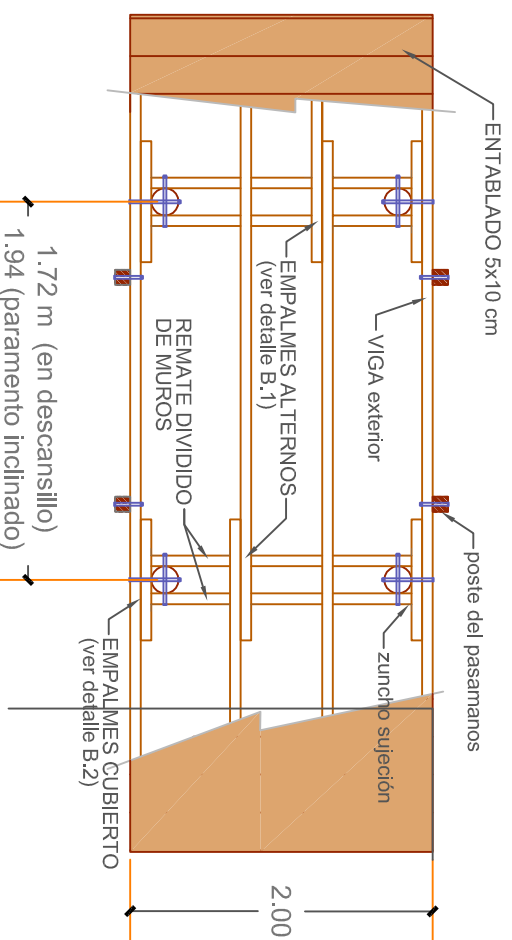 ENTABLADO 5x10 cm
VIGA exterior
poste del pasamanos
zuncho sujeción
EMPALMES ALTERNOS
(ver detalle B.1)
REMATE DIVIDIDO
DE MUROS
EMPALMES CUBIERTO
(ver detalle B.2)
1.72 m (en descansillo)
1.94 (paramento inclinado)
2.00